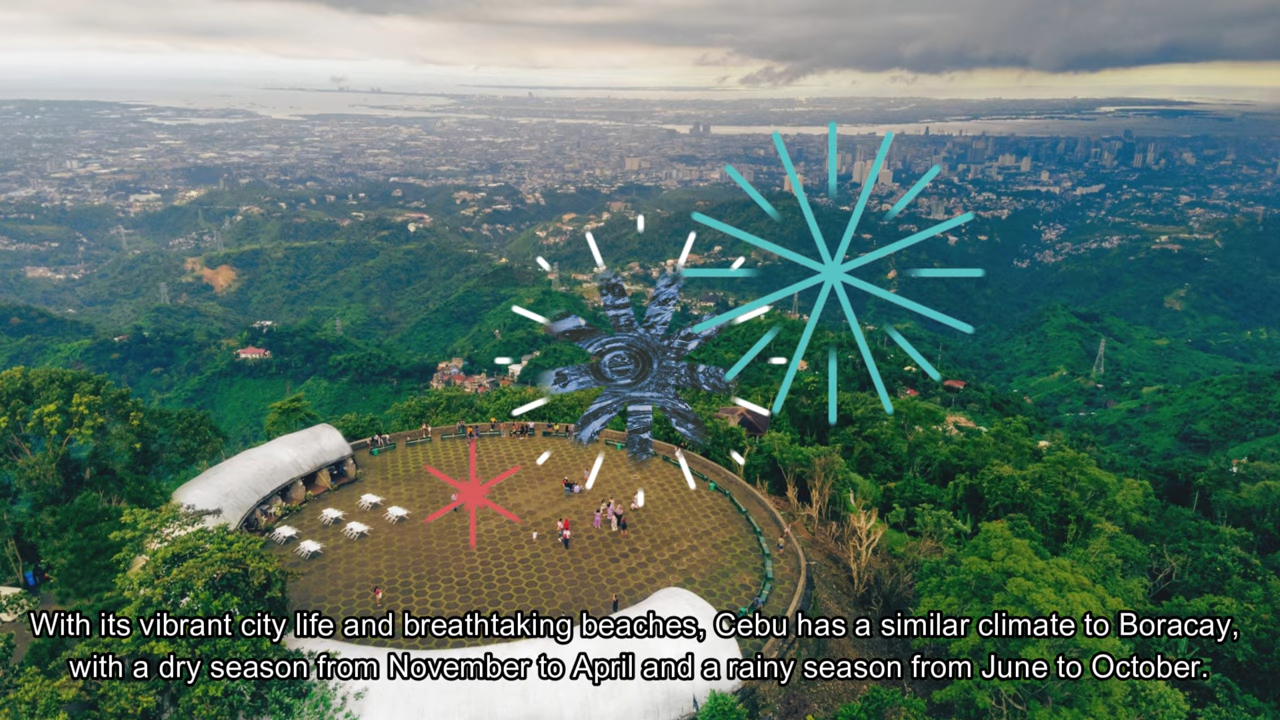 With its vibrant city life and breathtaking beaches, Cebu has a similar climate to Boracay,
with a dry season from November to April and a rainy season from June to October.